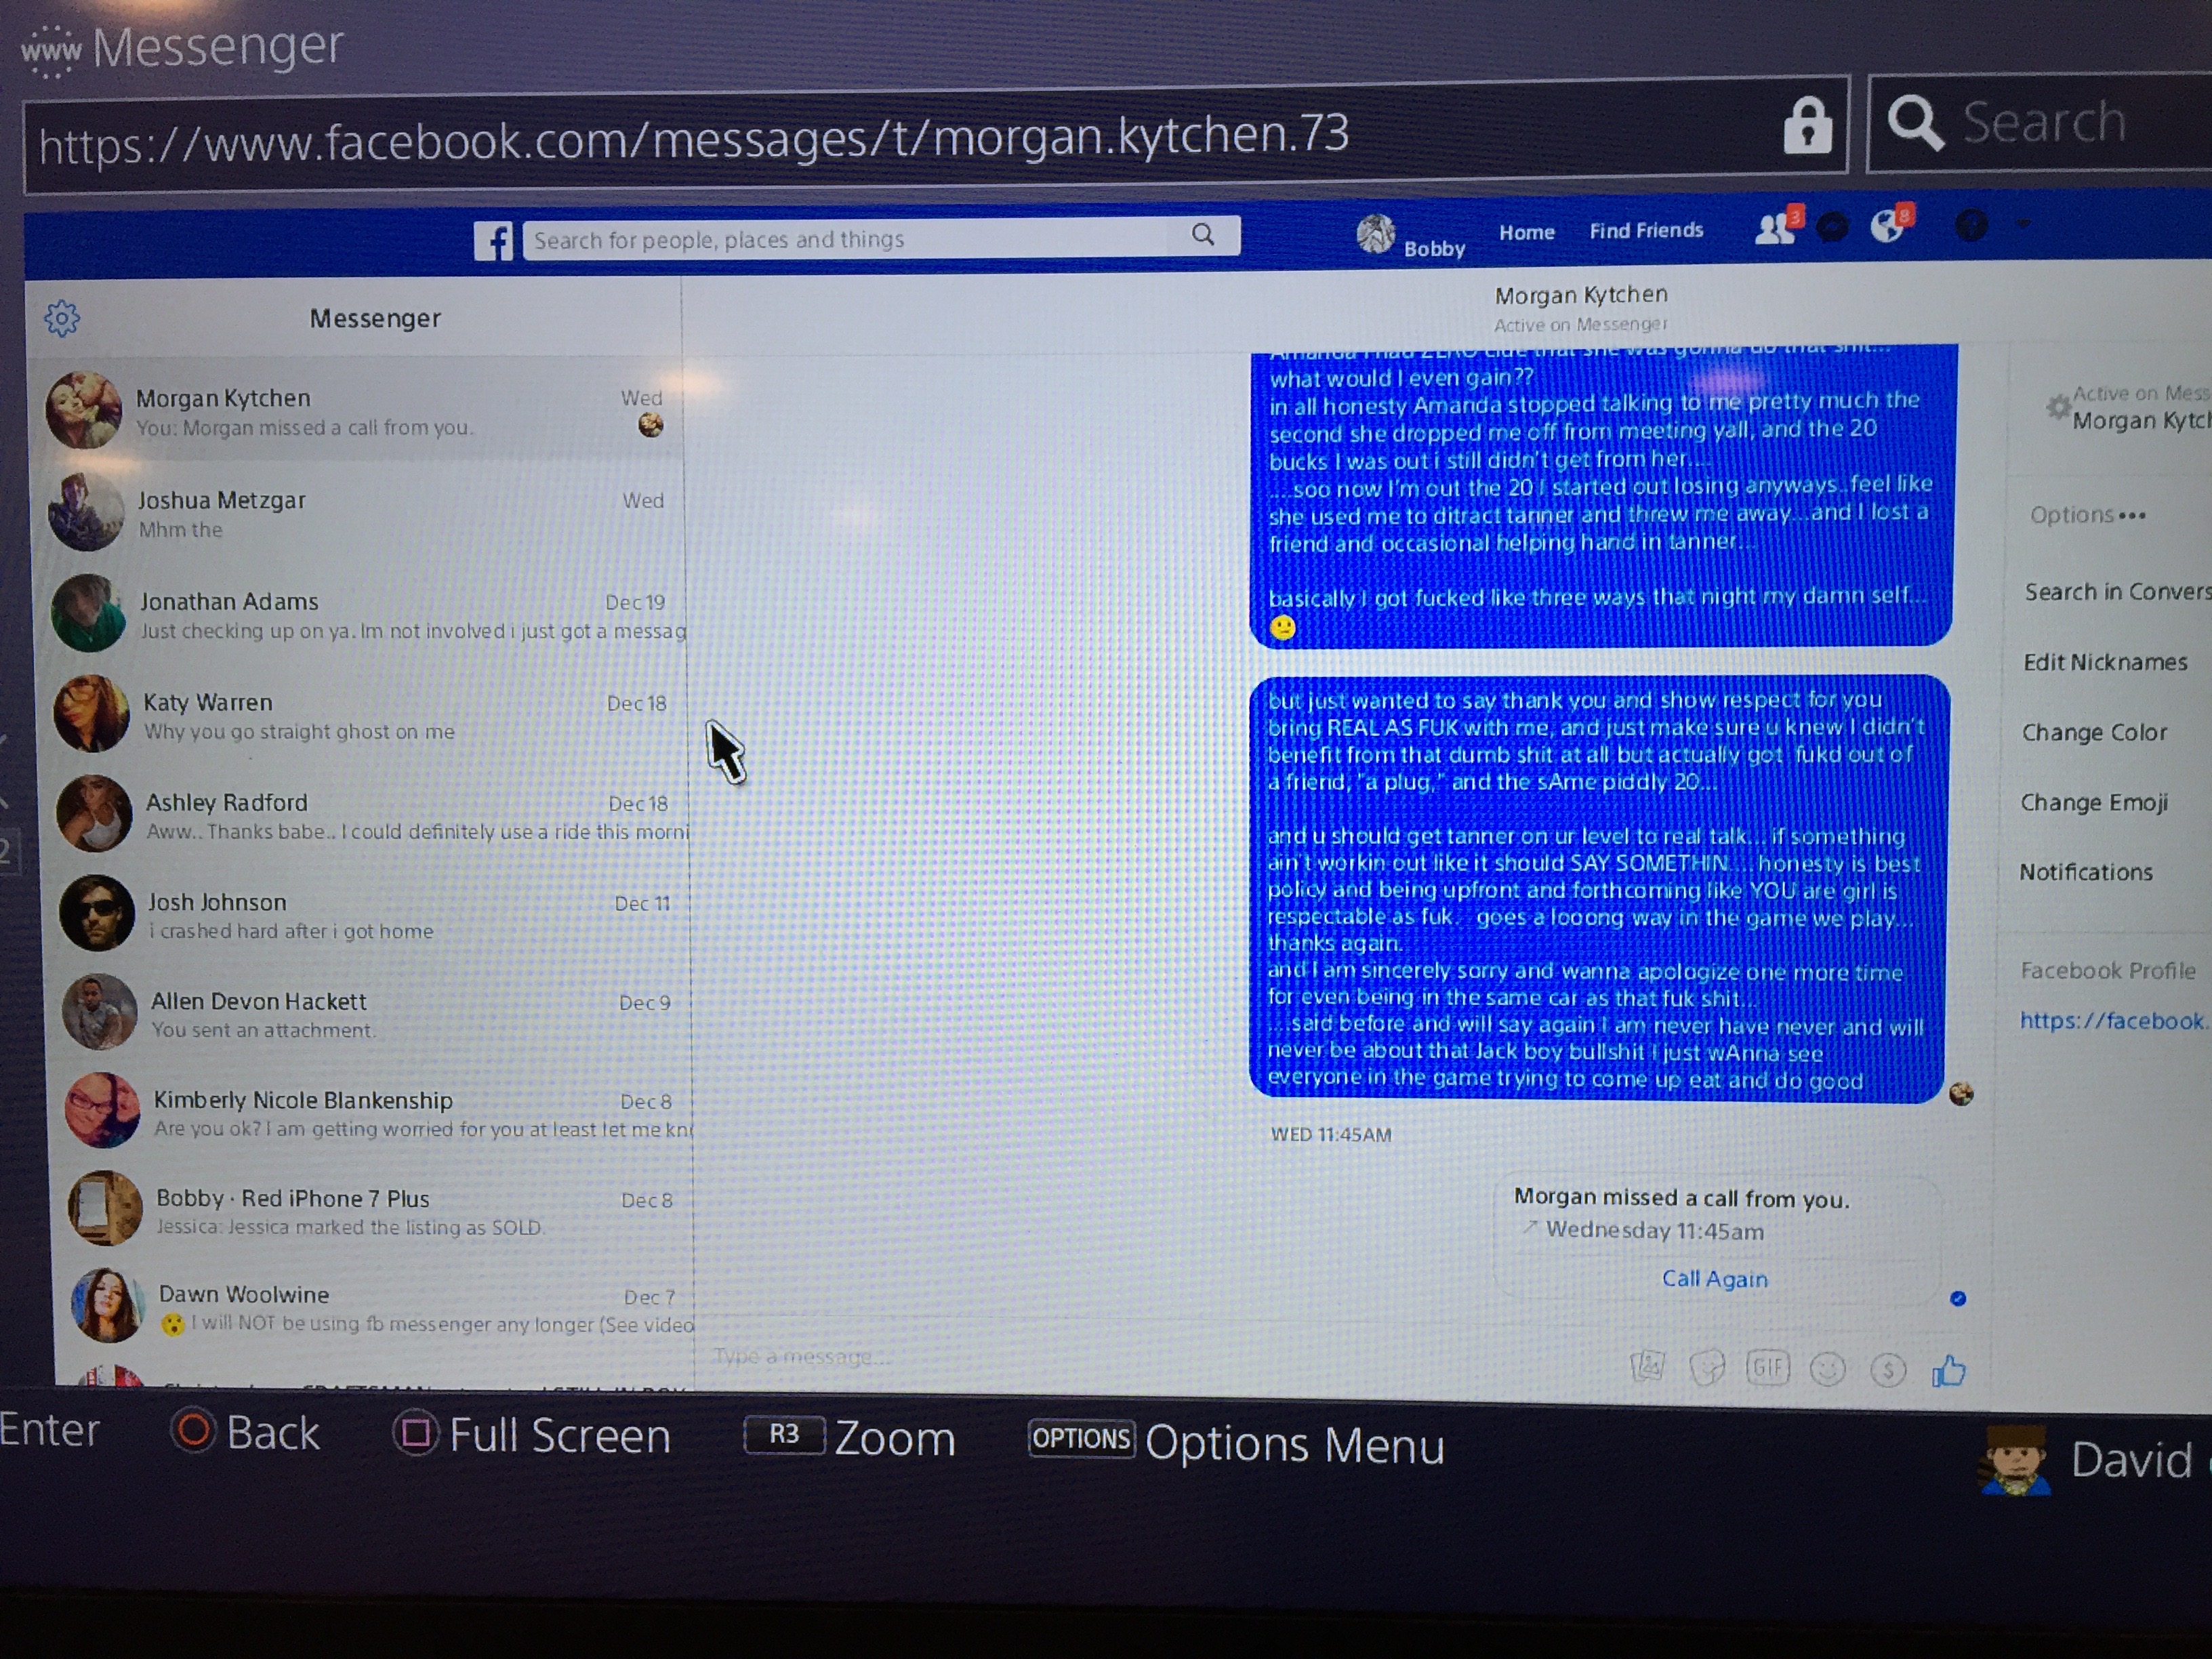 www Messenger
https://www.facebook.com/messages/t/morgan.kytchen.73
Search
f
Search for people, places and things
Bobby
Home
Find Friends
3
8
Messenger
Morgan Kytchen
Active on Messenger
Morgan Kytchen
Wed
You: Morgan missed a call from you.
Joshua Metzgar
Wed
Mhm the
Jonathan Adams
Dec 19
Just checking up on ya. Im not involved i just got a messag
Katy Warren
Dec 18
Why you go straight ghost on me
Ashley Radford
Dec 18
Aww.. Thanks babe.. I could definitely use a ride this morni
Josh Johnson
Dec 11
i crashed hard after i got home
Allen Devon Hackett
Dec 9
You sent an attachment.
Kimberly Nicole Blankenship
Dec 8
Are you ok? I am getting worried for you at least let me kn
Bobby · Red iPhone 7 Plus
Dec 8
Jessica: Jessica marked the listing as SOLD.
Dawn Woolwine
Dec 7
😯 I will NOT be using fb messenger any longer (See video
Amanda I had ZERO clue that she was gonna do that shit...
what would I even gain??
in all honesty Amanda stopped talking to me pretty much the
second she dropped me off from meeting yall, and the 20
bucks I was out i still didn't get from her....
....soo now I'm out the 20 I started out losing anyways..feel like
she used me to ditract tanner and threw me away...and I lost a
friend and occasional helping hand in tanner...
basically I got fucked like three ways that night my damn self...
😕
but just wanted to say thank you and show respect for you
bring REAL AS FUK with me, and just make sure u knew I didn't
benefit from that dumb shit at all but actually got fukd out of
a friend, "a plug," and the sAme piddly 20...
and u should get tanner on ur level to real talk... if something
ain't workin out like it should SAY SOMETHIN.... honesty is best
policy and being upfront and forthcoming like YOU are girl is
respectable as fuk. goes a looong way in the game we play...
thanks again.
and I am sincerely sorry and wanna apologize one more time
for even being in the same car as that fuk shit...
....said before and will say again I am never have never and will
never be about that Jack boy bullshit I just wAnna see
everyone in the game trying to come up eat and do good
WED 11:45AM
Morgan missed a call from you.
Wednesday 11:45am
Call Again
Type a message...
GIF
$
Active on Mess
Morgan Kytc
Options
Search in Convers
Edit Nicknames
Change Color
Change Emoji
Notifications
Facebook Profile
https://facebook.
2
Enter
Back
Full Screen
R3 Zoom
OPTIONS Options Menu
David